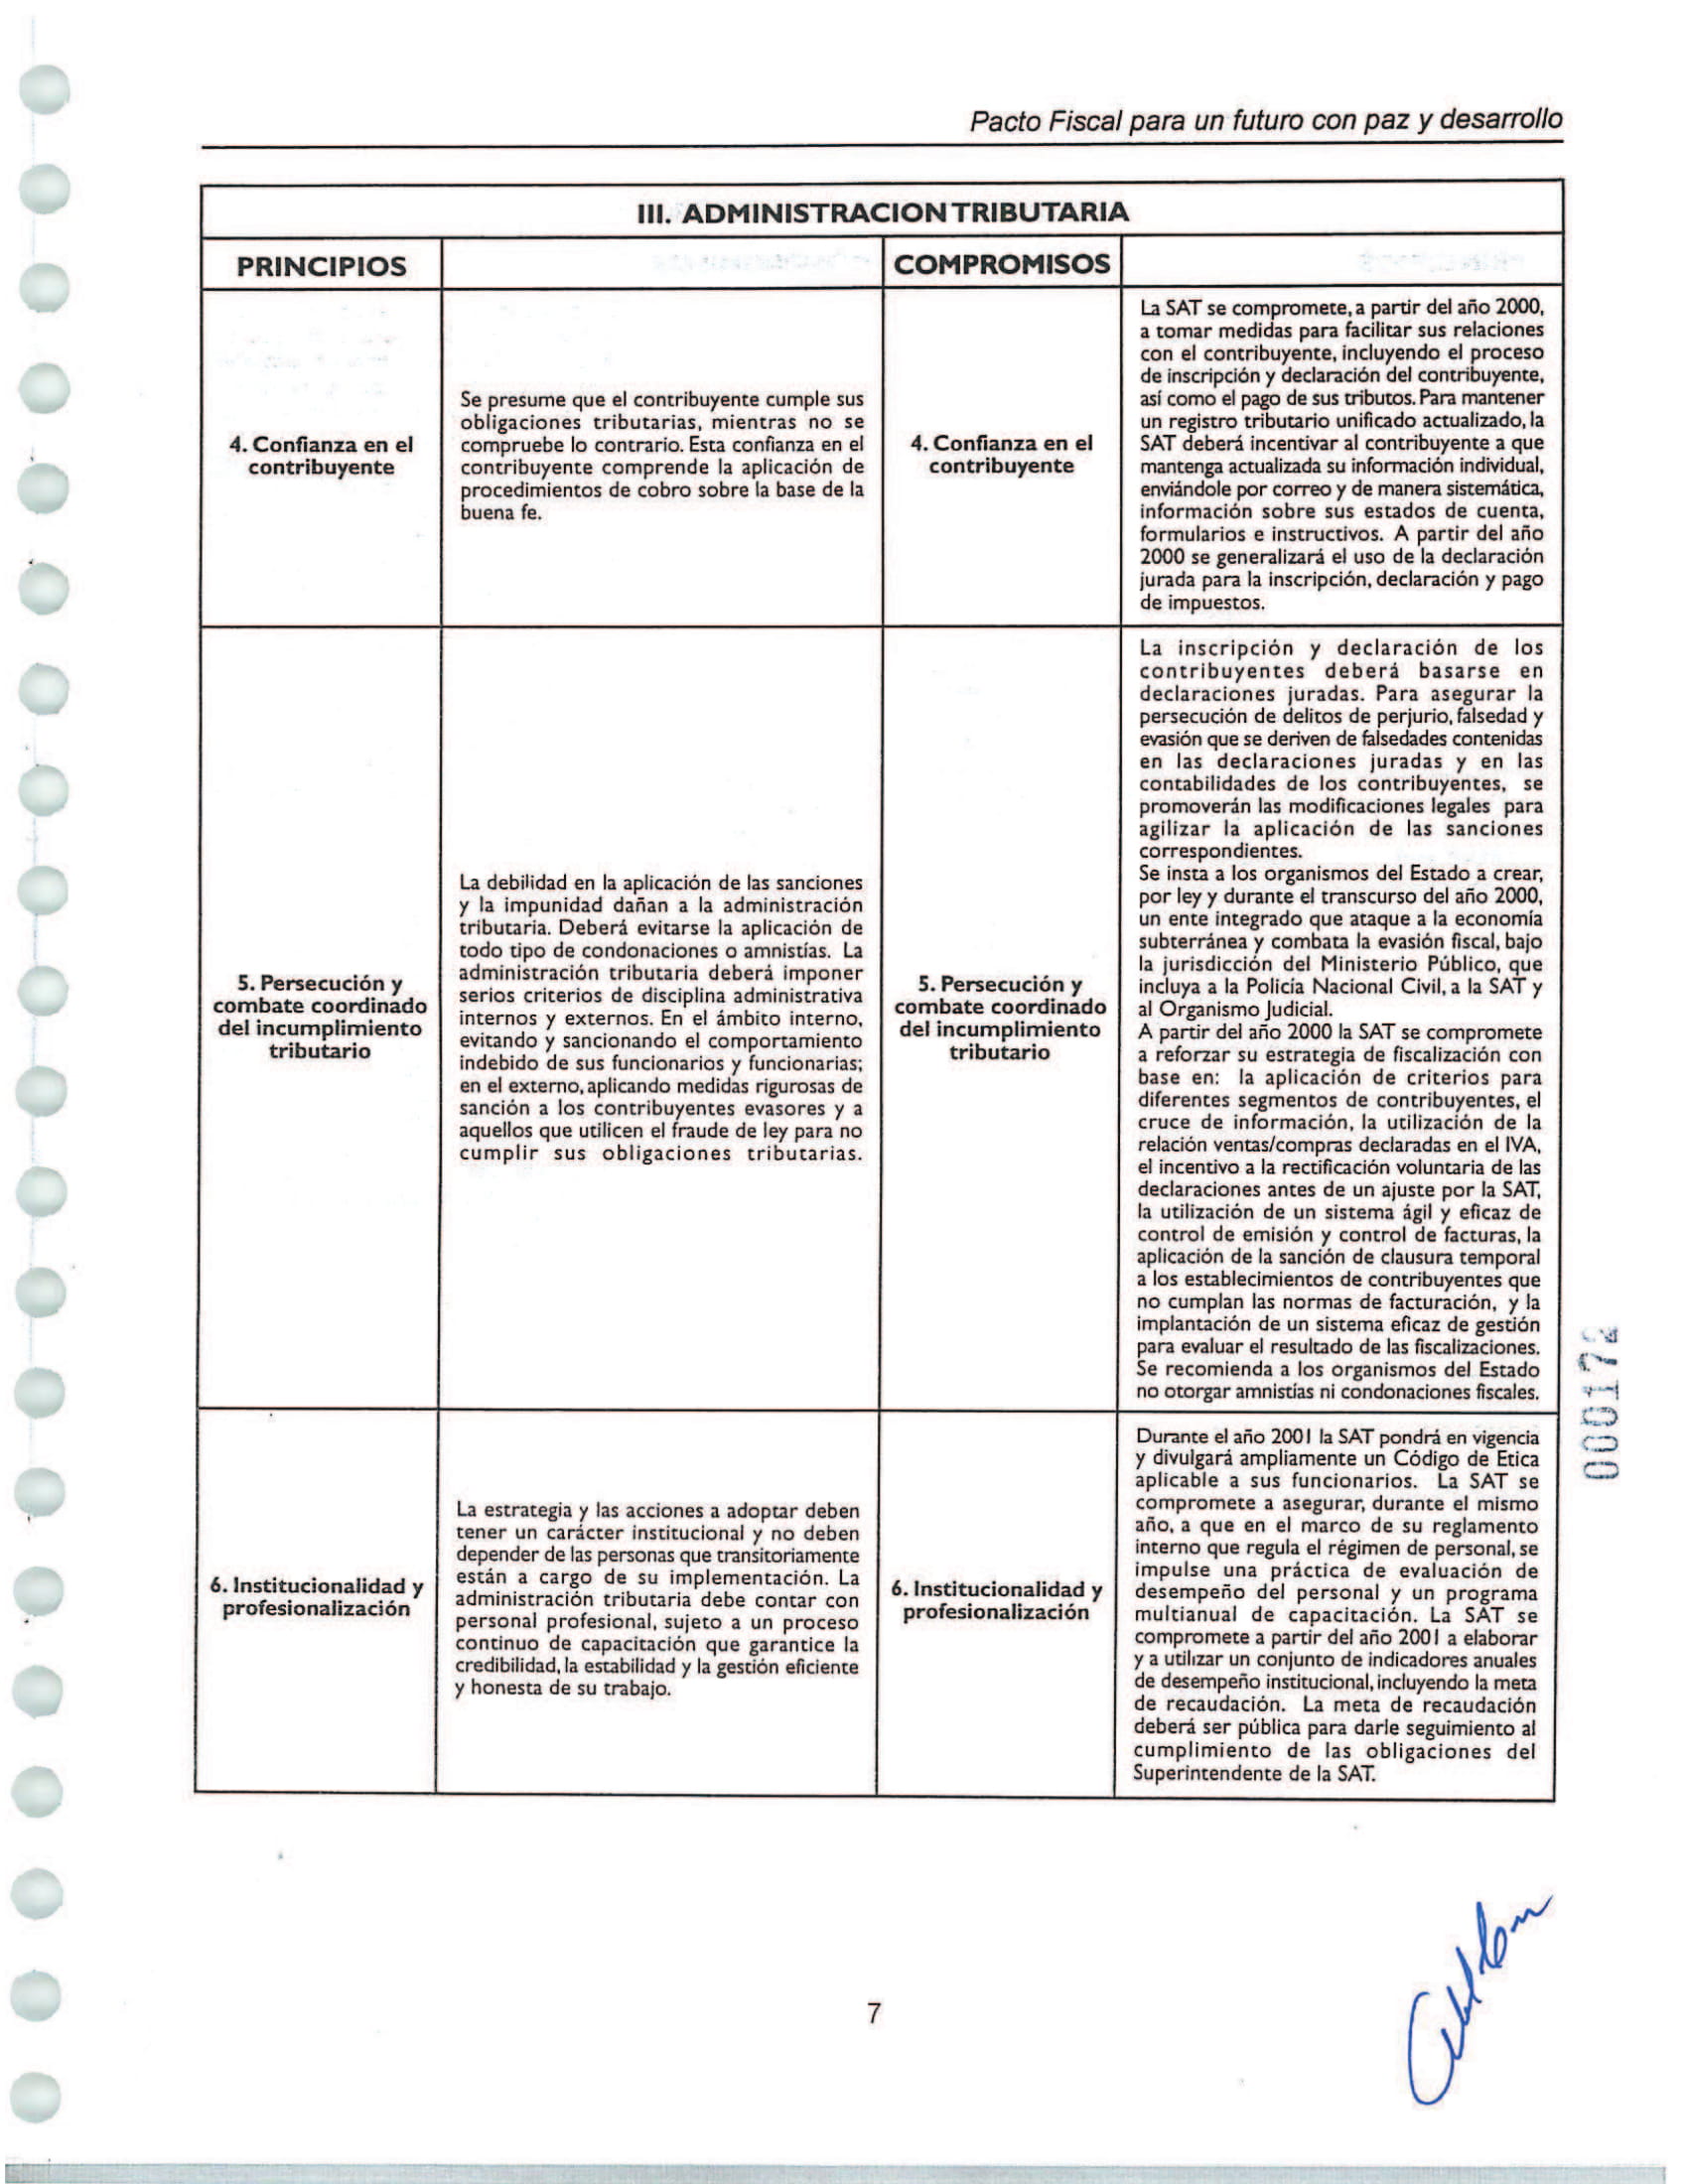 Pacto Fiscal para un futuro con paz y desarrollo
III. ADMINISTRACION TRIBUTARIA
PRINCIPIOS
COMPROMISOS
4. Confianza en el
contribuyente
Se presume que el contribuyente cumple sus
obligaciones tributarias, mientras no se
compruebe lo contrario. Esta confianza en el
contribuyente comprende la aplicación de
procedimientos de cobro sobre la base de la
buena fe.
4. Confianza en el
contribuyente
La SAT se compromete, a partir del año 2000,
a tomar medidas para facilitar sus relaciones
con el contribuyente, incluyendo el proceso
de inscripción y declaración del contribuyente,
así como el pago de sus tributos. Para mantener
un registro tributario unificado actualizado, la
SAT deberá incentivar al contribuyente a que
mantenga actualizada su información individual,
enviándole por correo y de manera sistemática,
información sobre sus estados de cuenta,
formularios e instructivos. A partir del año
2000 se generalizará el uso de la declaración
jurada para la inscripción, declaración y pago
de impuestos.
5. Persecución y
combate coordinado
del incumplimiento
tributario
La debilidad en la aplicación de las sanciones
y la impunidad dañan a la administración
tributaria. Deberá evitarse la aplicación de
todo tipo de condonaciones o amnistías. La
administración tributaria deberá imponer
serios criterios de disciplina administrativa
internos y externos. En el ámbito interno,
evitando y sancionando el comportamiento
indebido de sus funcionarios y funcionarias;
en el externo, aplicando medidas rigurosas de
sanción a los contribuyentes evasores y a
aquellos que utilicen el fraude de ley para no
cumplir sus obligaciones tributarias.
5. Persecución y
combate coordinado
del incumplimiento
tributario
La inscripción y declaración de los
contribuyentes deberá basarse en
declaraciones juradas. Para asegurar la
persecución de delitos de perjurio, falsedad y
evasión que se deriven de falsedades contenidas
en las declaraciones juradas y en las
contabilidades de los contribuyentes, se
promoverán las modificaciones legales para
agilizar la aplicación de las sanciones
correspondientes.
Se insta a los organismos del Estado a crear,
por ley y durante el transcurso del año 2000,
un ente integrado que ataque a la economía
subterránea y combata la evasión fiscal, bajo
la jurisdicción del Ministerio Público, que
incluya a la Policía Nacional Civil, a la SAT y
al Organismo Judicial.
A partir del año 2000 la SAT se compromete
a reforzar su estrategia de fiscalización con
base en: la aplicación de criterios para
diferentes segmentos de contribuyentes, el
cruce de información, la utilización de la
relación ventas/compras declaradas en el IVA,
el incentivo a la rectificación voluntaria de las
declaraciones antes de un ajuste por la SAT,
la utilización de un sistema ágil y eficaz de
control de emisión y control de facturas, la
aplicación de la sanción de clausura temporal
a los establecimientos de contribuyentes que
no cumplan las normas de facturación, y la
implantación de un sistema eficaz de gestión
para evaluar el resultado de las fiscalizaciones.
Se recomienda a los organismos del Estado
no otorgar amnistías ni condonaciones fiscales.
6. Institucionalidad y
profesionalización
La estrategia y las acciones a adoptar deben
tener un carácter institucional y no deben
depender de las personas que transitoriamente
están a cargo de su implementación. La
administración tributaria debe contar con
personal profesional, sujeto a un proceso
continuo de capacitación que garantice la
credibilidad, la estabilidad y la gestión eficiente
y honesta de su trabajo.
6. Institucionalidad y
profesionalización
Durante el año 2001 la SAT pondrá en vigencia
y divulgará ampliamente un Código de Etica
aplicable a sus funcionarios. La SAT se
compromete a asegurar, durante el mismo
año, a que en el marco de su reglamento
interno que regula el régimen de personal, se
impulse una práctica de evaluación de
desempeño del personal y un programa
multianual de capacitación. La SAT se
compromete a partir del año 2001 a elaborar
y a utilizar un conjunto de indicadores anuales
de desempeño institucional, incluyendo la meta
de recaudación. La meta de recaudación
deberá ser pública para darle seguimiento al
cumplimiento de las obligaciones del
Superintendente de la SAT.
000172
7